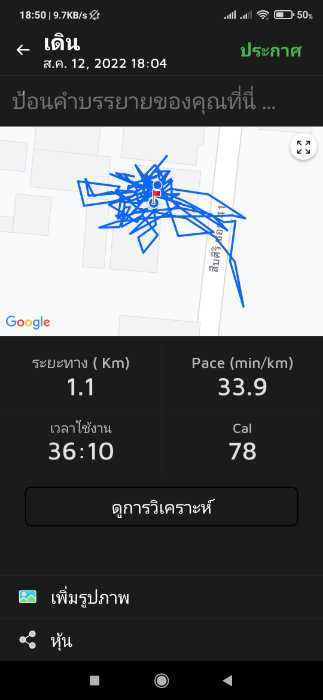 18:50 | 9.7KB/s
50%
เดิน
ส.ค. 12, 2022 18:04
ประกาศ
ป้อนคำบรรยายของคุณที่นี่ ...
Google
ระยะทาง ( Km)
Pace (min/km)
1.1
33.9
เวลาใช้งาน
Cal
36:10
78
ดูการวิเคราะห์
เพิ่มรูปภาพ
หุ้น